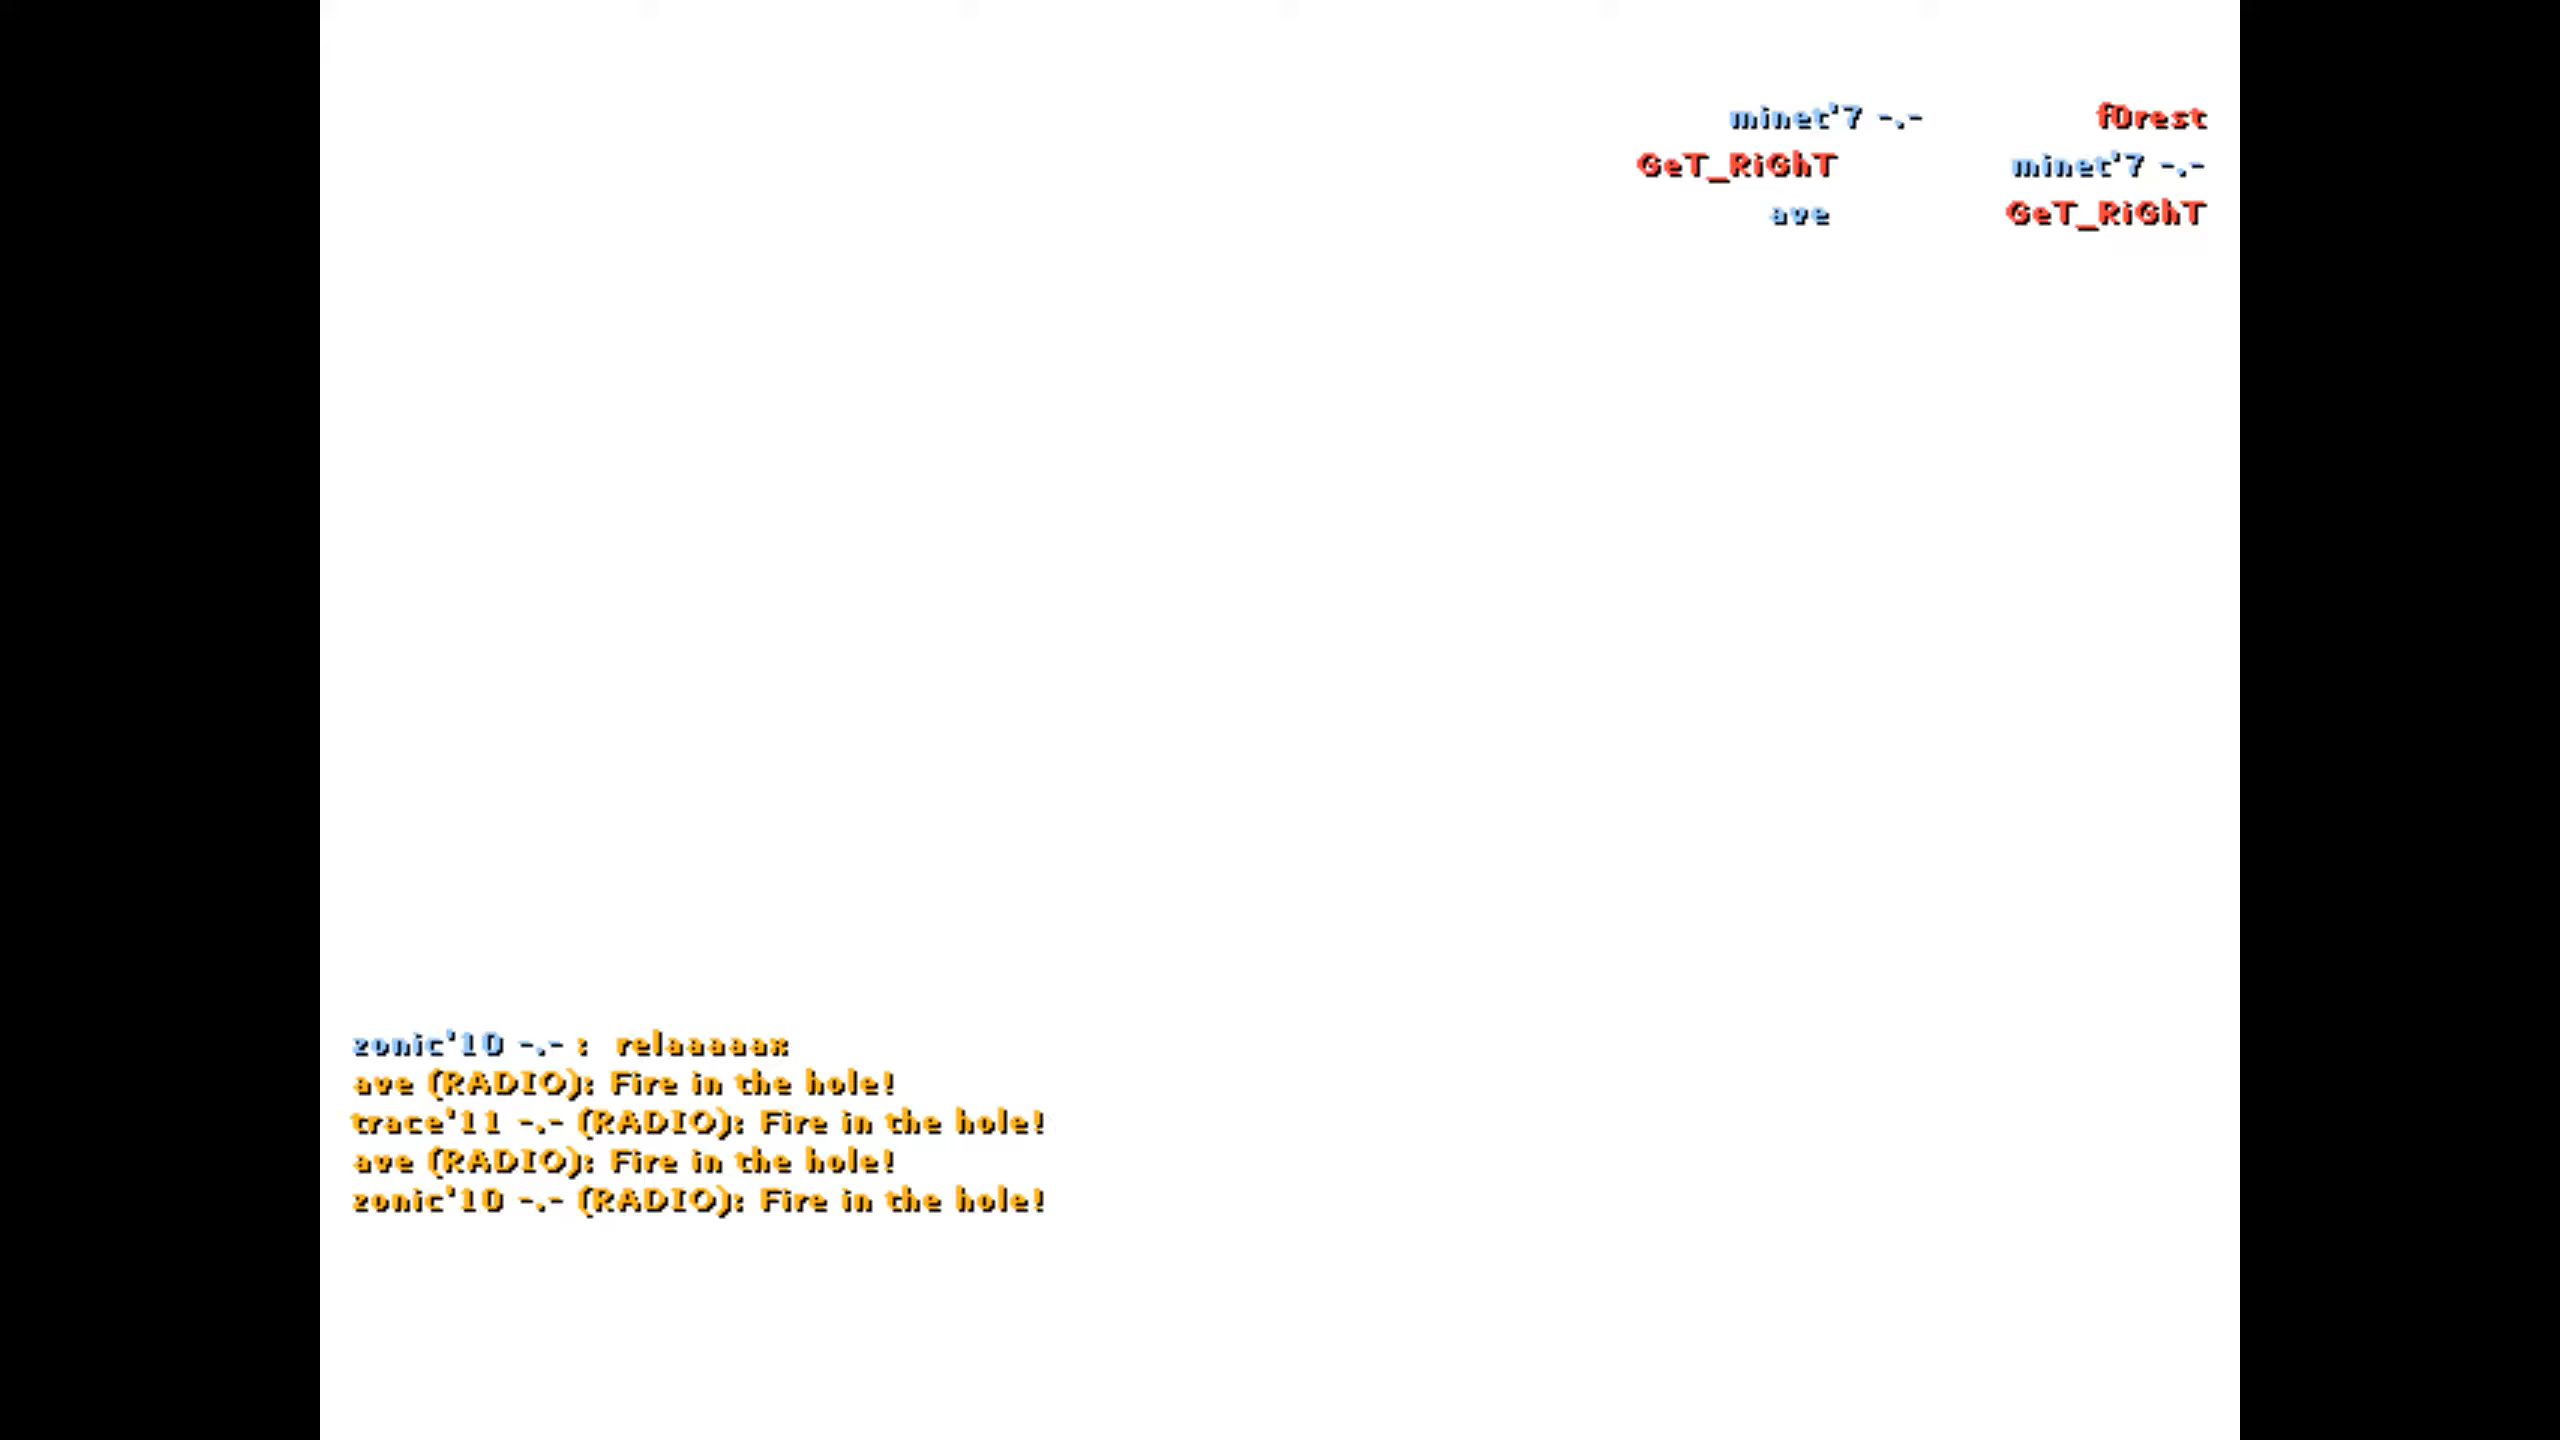 minet'7 -.- f0rest
GeT_RiGhT minet'7 -.-
ave GeT_RiGhT
zonic'10 -.- : relaaaaax
ave (RADIO): Fire in the hole!
trace'11 -.- (RADIO): Fire in the hole!
ave (RADIO): Fire in the hole!
zonic'10 -.- (RADIO): Fire in the hole!